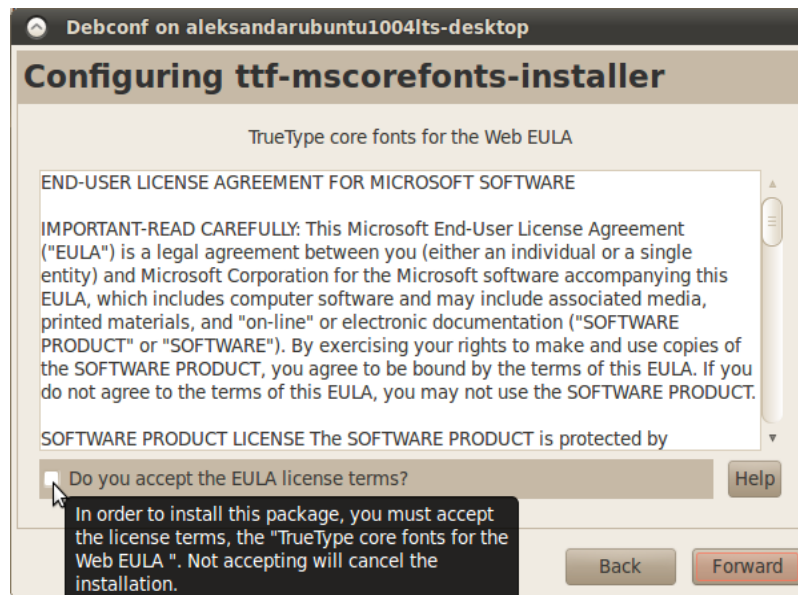 Debconf on aleksandarubuntu1004lts-desktop
Configuring ttf-mscorefonts-installer
TrueType core fonts for the Web EULA
END-USER LICENSE AGREEMENT FOR MICROSOFT SOFTWARE
IMPORTANT-READ CAREFULLY: This Microsoft End-User License Agreement
("EULA") is a legal agreement between you (either an individual or a single
entity) and Microsoft Corporation for the Microsoft software accompanying this
EULA, which includes computer software and may include associated media,
printed materials, and "on-line" or electronic documentation ("SOFTWARE
PRODUCT" or "SOFTWARE"). By exercising your rights to make and use copies of
the SOFTWARE PRODUCT, you agree to be bound by the terms of this EULA. If you
do not agree to the terms of this EULA, you may not use the SOFTWARE PRODUCT.
SOFTWARE PRODUCT LICENSE The SOFTWARE PRODUCT is protected by
Do you accept the EULA license terms?
Help
In order to install this package, you must accept
the license terms, the "TrueType core fonts for the
Web EULA ". Not accepting will cancel the
installation.
Back
Forward